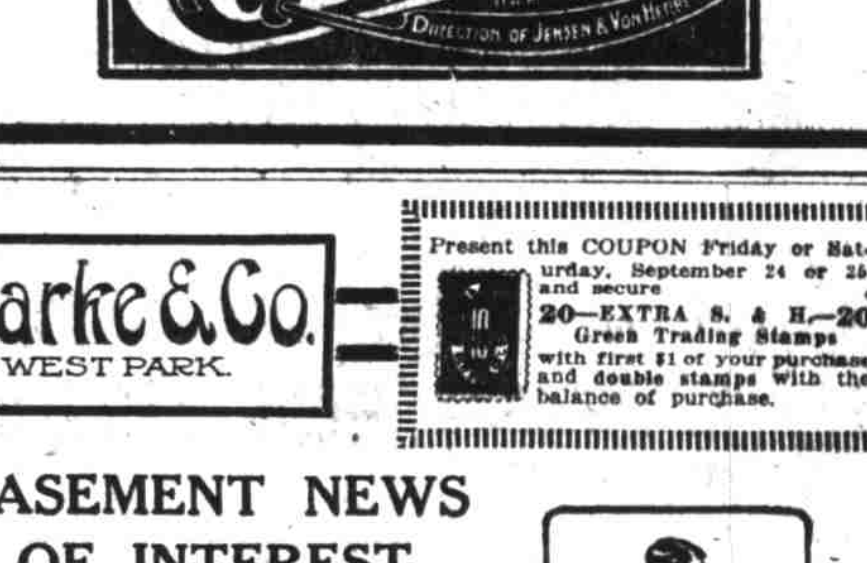 DIRECTION OF JENSEN & VON
arke & Co.
WEST PARK.
Present this COUPON Friday or Sat-
urday, September 24 or 25
and secure
20—EXTRA S. & H.—20
Green Trading Stamps
with first $1 of your purchase
and double stamps with the
balance of purchase.
ASEMENT NEWS
OF INTEREST